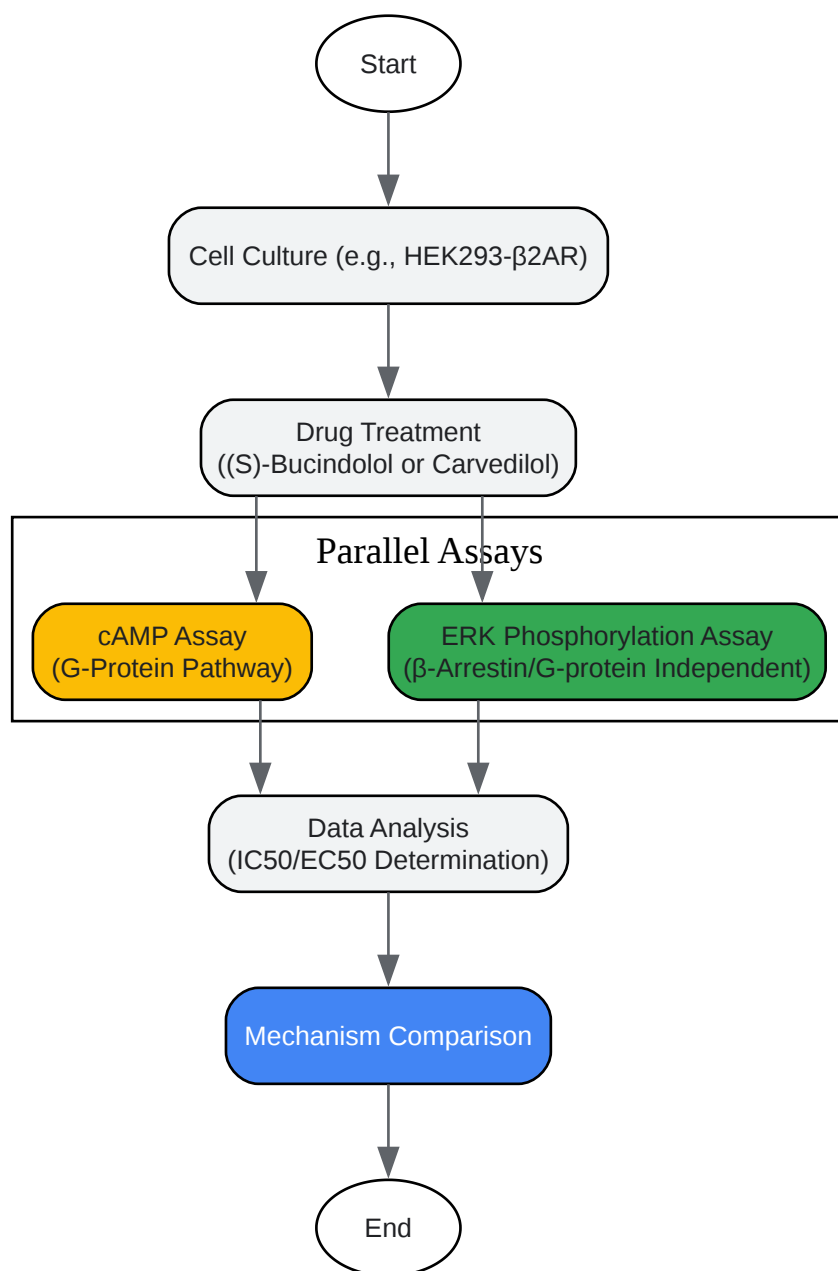 Start
Cell Culture (e.g., HEK293-β2AR)
Drug Treatment
((S)-Bucindolol or Carvedilol)
Parallel Assays
cAMP Assay
(G-Protein Pathway)
ERK Phosphorylation Assay
(β-Arrestin/G-protein Independent)
Data Analysis
(IC50/EC50 Determination)
Mechanism Comparison
End